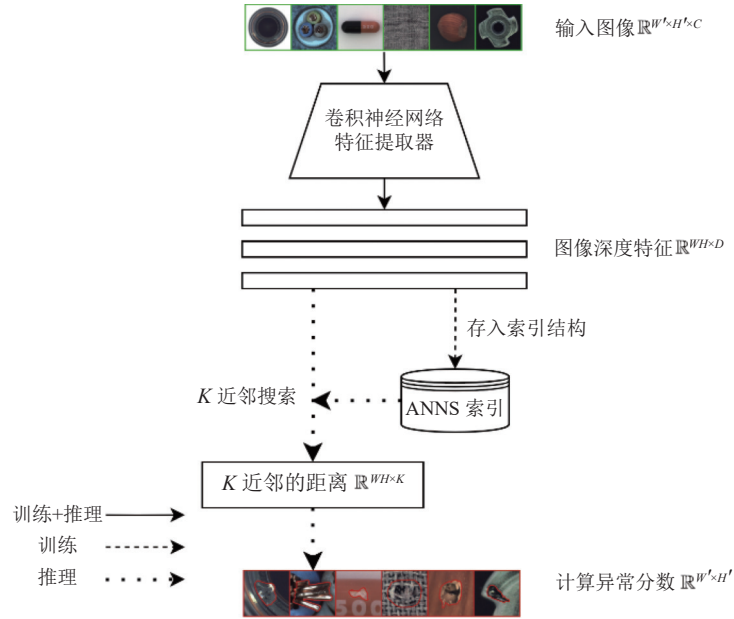 输入图像 ℝ^{W′×H′×C}
卷积神经网络
特征提取器
图像深度特征 ℝ^{WH×D}
存入索引结构
K 近邻搜索
ANNS 索引
K 近邻的距离 ℝ^{WH×K}
训练+推理
训练
推理
500
计算异常分数 ℝ^{W′×H′}